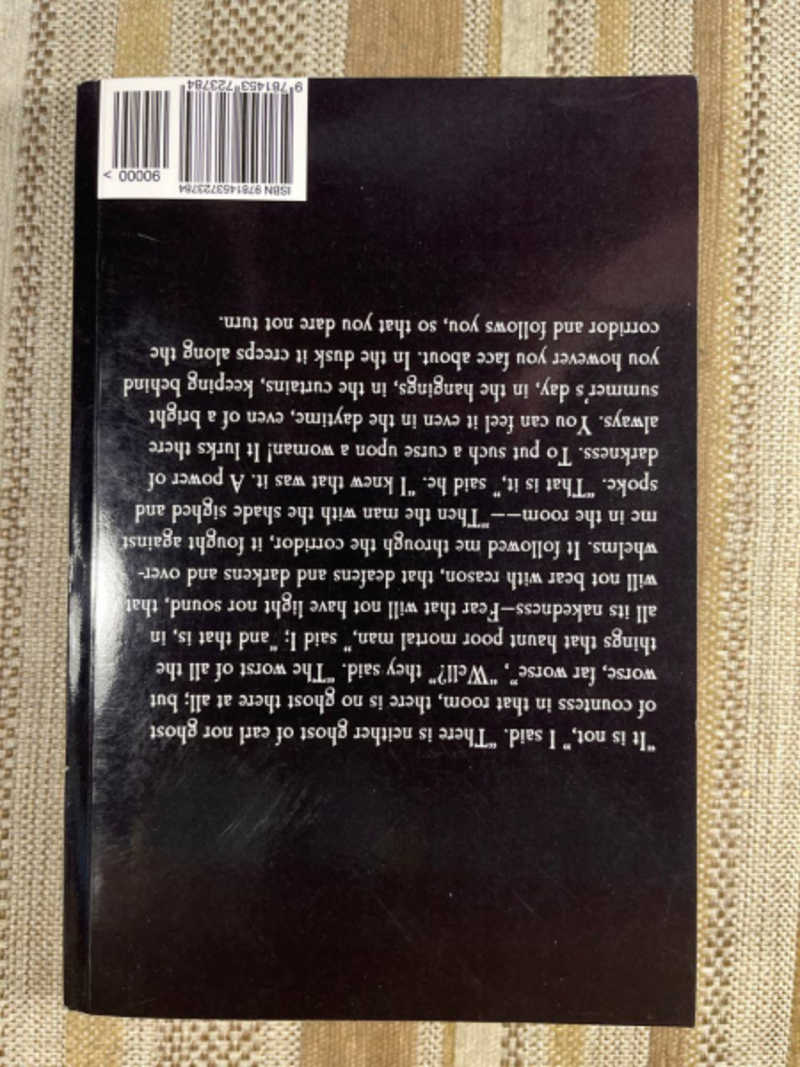 "It is not," I said. "There is neither ghost of earl nor ghost
of countess in that room, there is no ghost there at all; but
worse, far worse", "Well?" they said. "The worst of all the
things that haunt poor mortal man," said I; "and that is, in
all its nakedness—Fear that will not have light nor sound, that
will not bear with reason, that deafens and darkens and over-
whelms. It followed me through the corridor, it fought against
me in the room——"Then the man with the shade sighed and
spoke. "That is it," said he. "I knew that was it. A power of
darkness. To put such a curse upon a woman! It lurks there
always. You can feel it even in the daytime, even of a bright
summer's day, in the hangings, in the curtains, keeping behind
you however you face about. In the dusk it creeps along the
corridor and follows you, so that you dare not turn.
ISBN 9781453723784
90000 >
9 781453 723784